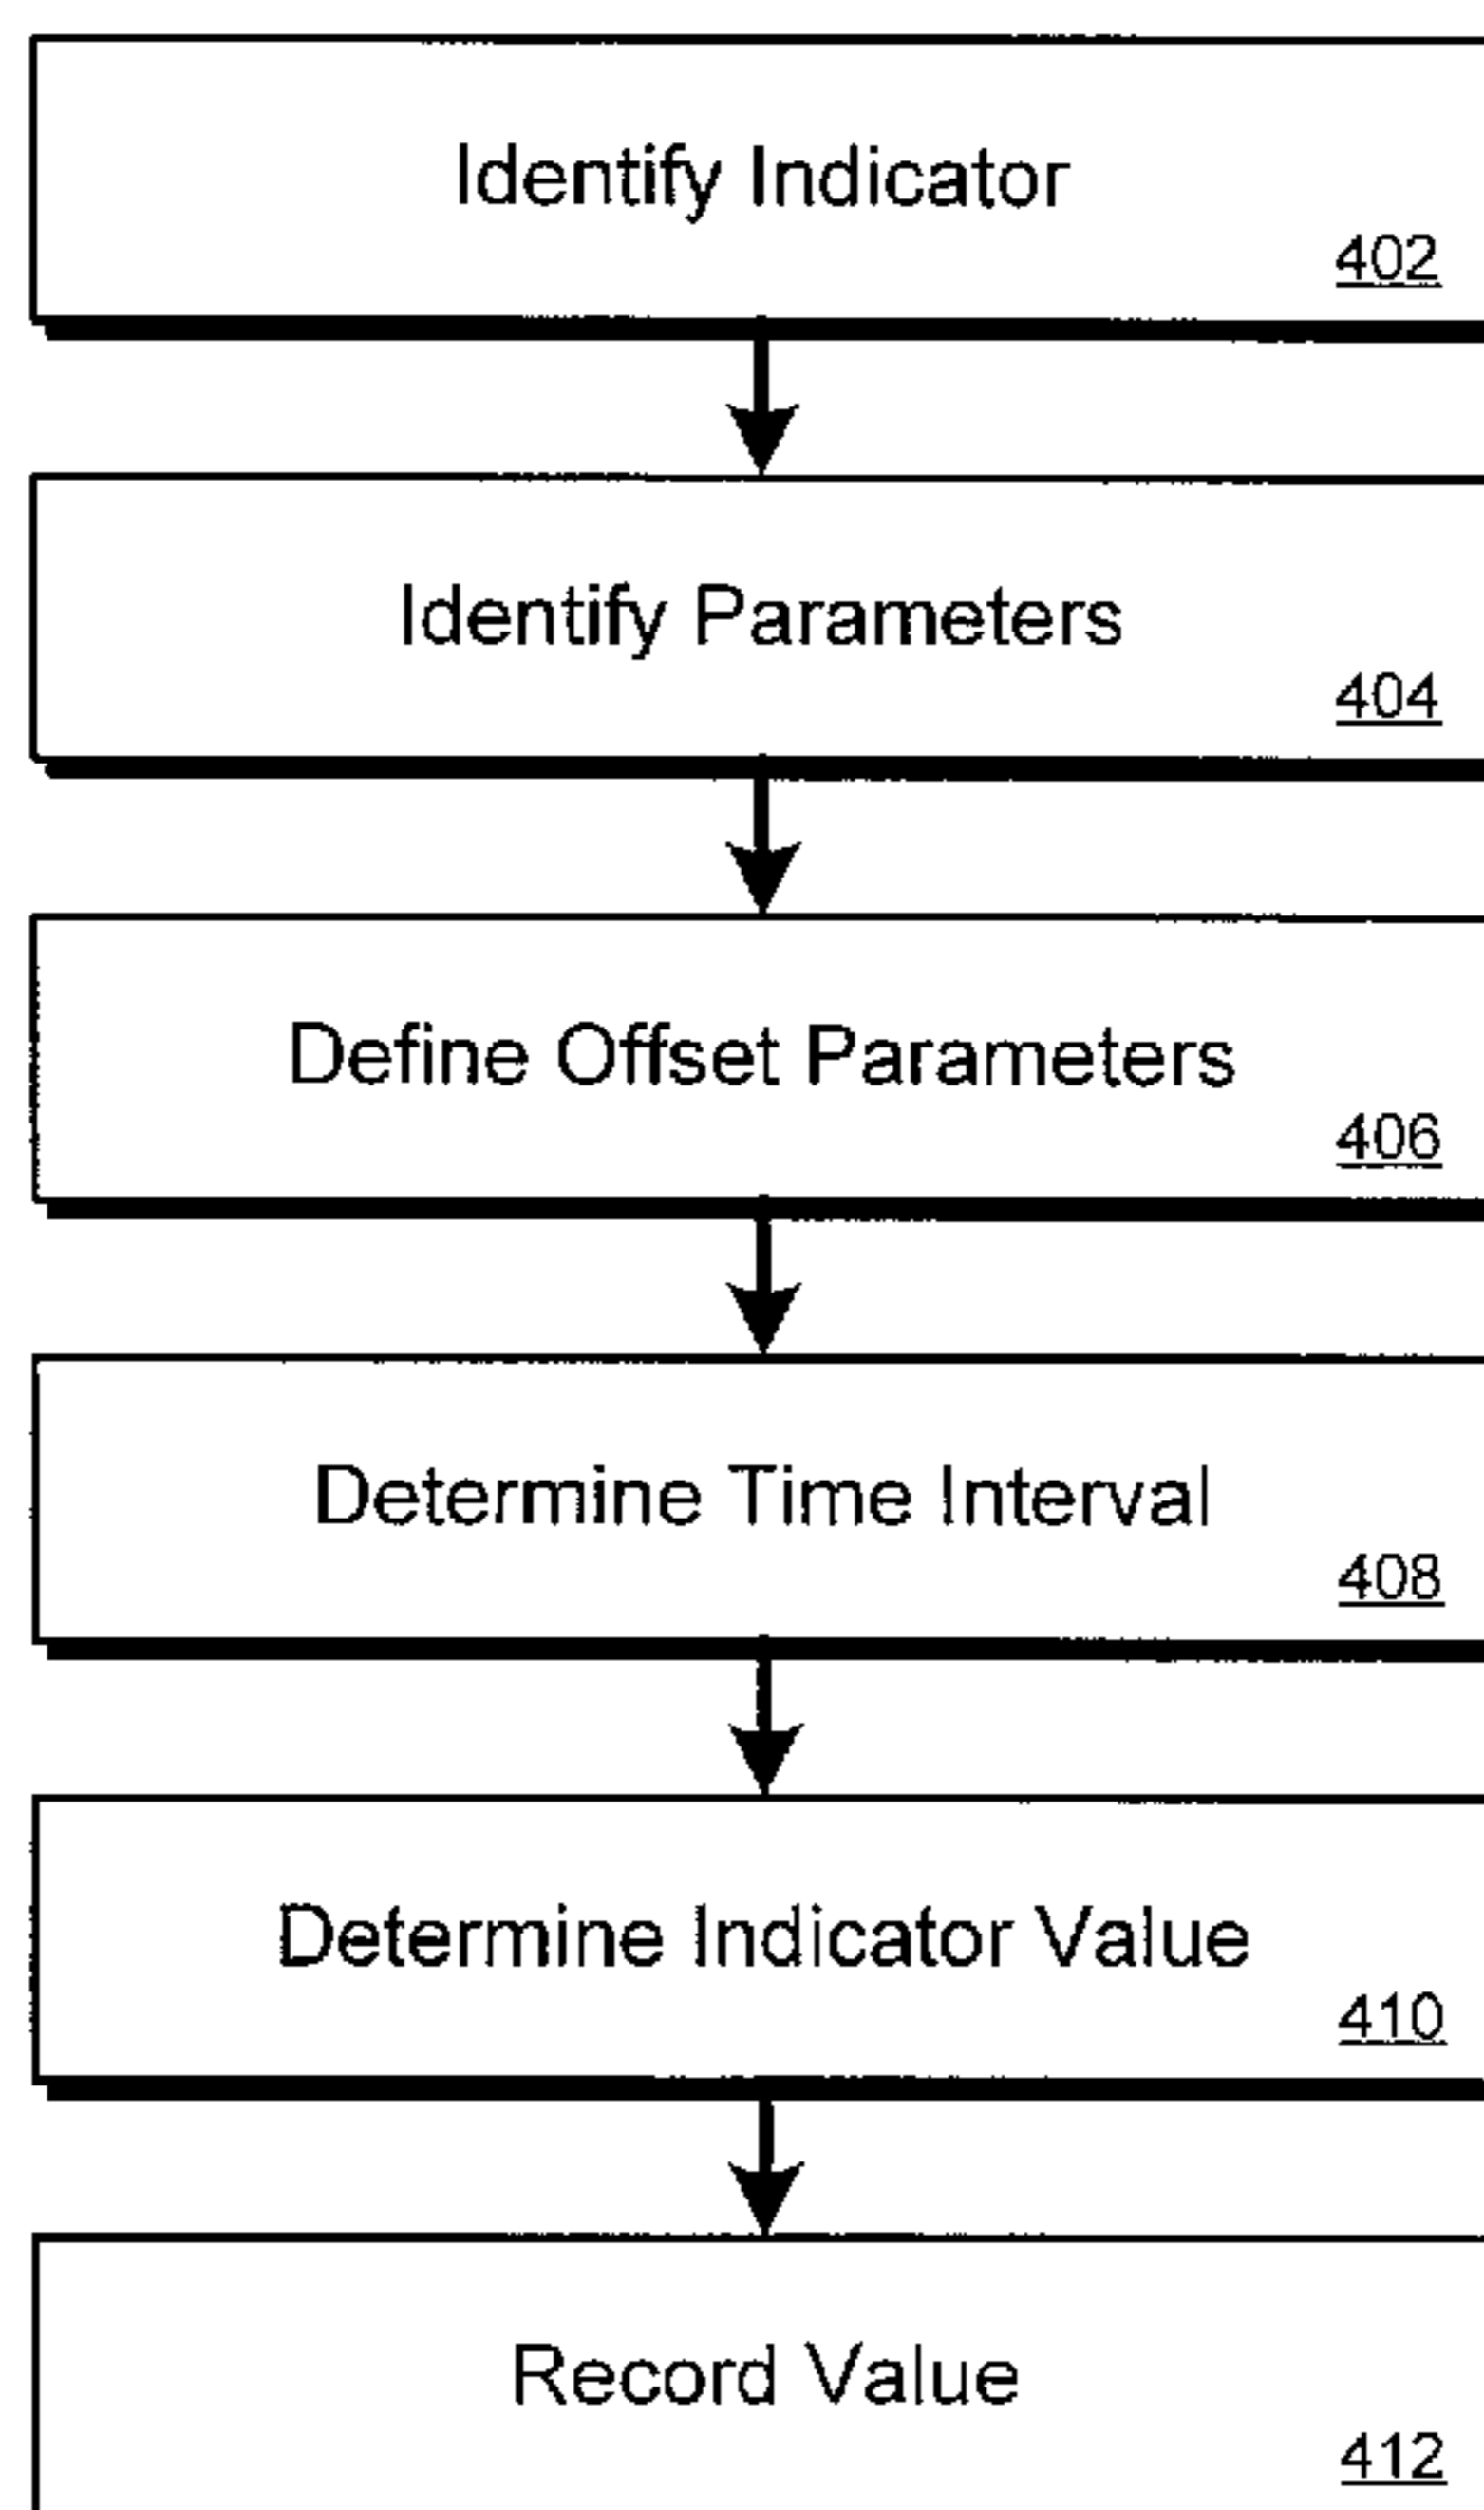 Identify Indicator
402
Identify Parameters
404
Define Offset Parameters
406
Determine Time Interval
408
Determine Indicator Value
410
Record Value
412